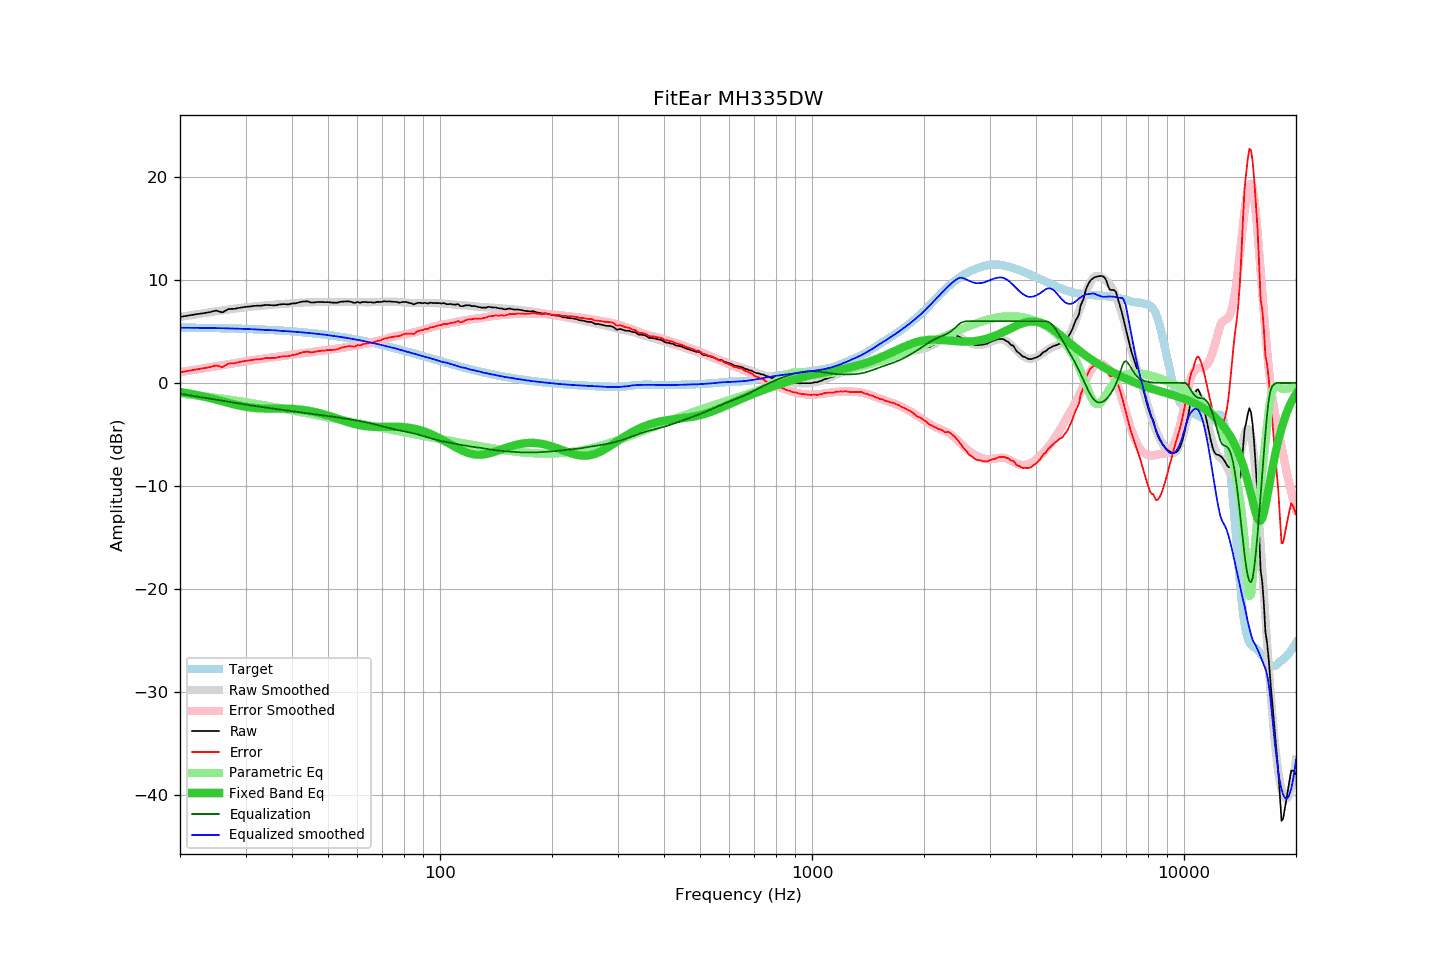 FitEar MH335DW
20
10
0
−10
−20
−30
−40
Amplitude (dBr)
Target
Raw Smoothed
Error Smoothed
Raw
Error
Parametric Eq
Fixed Band Eq
Equalization
Equalized smoothed
100
1000
10000
Frequency (Hz)